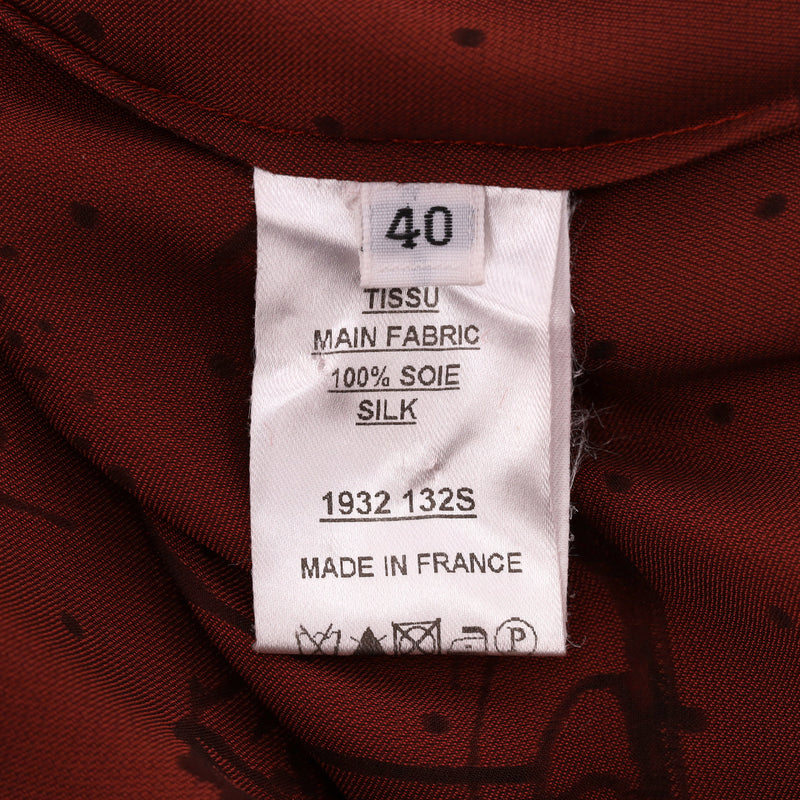 40
TISSU
MAIN FABRIC
100% SOIE
SILK
1932 132S
MADE IN FRANCE
P